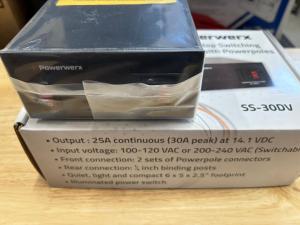 Powerwerx
werwerx
Switching
with Powerpoles
SS-30DV
• Output : 25A continuous (30A peak) at 14.1 VDC
• Input voltage: 100-120 VAC or 200-240 VAC (Switchab
• Front connection: 2 sets of Powerpole connectors
• Rear connection: ¼ inch binding posts
• Quiet, light and compact 6 x 5 x 2.5" footprint
• Illuminated power switch